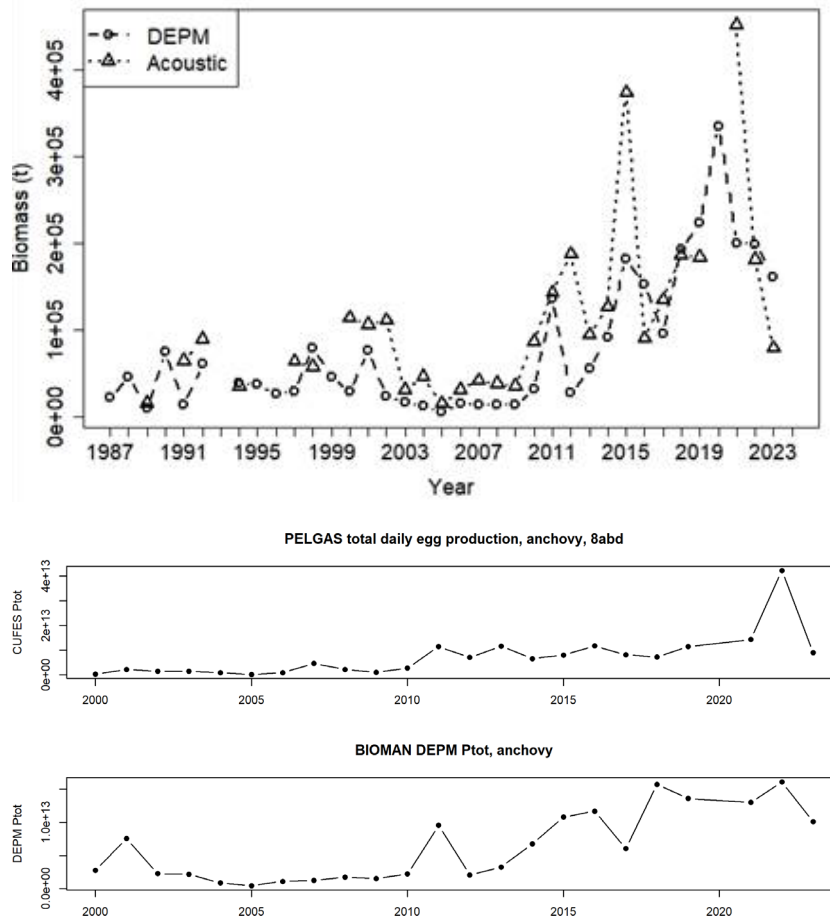 DEPM
Acoustic
Biomass (t)
0e+00 1e+05 2e+05 3e+05 4e+05
1987 1991 1995 1999 2003 2007 2011 2015 2019 2023
Year
PELGAS total daily egg production, anchovy, 8abd
CUFES Ptot
0e+00 2e+13 4e+13
2000 2005 2010 2015 2020
BIOMAN DEPM Ptot, anchovy
DEPM Ptot
0.0e+00 1.0e+13
2000 2005 2010 2015 2020